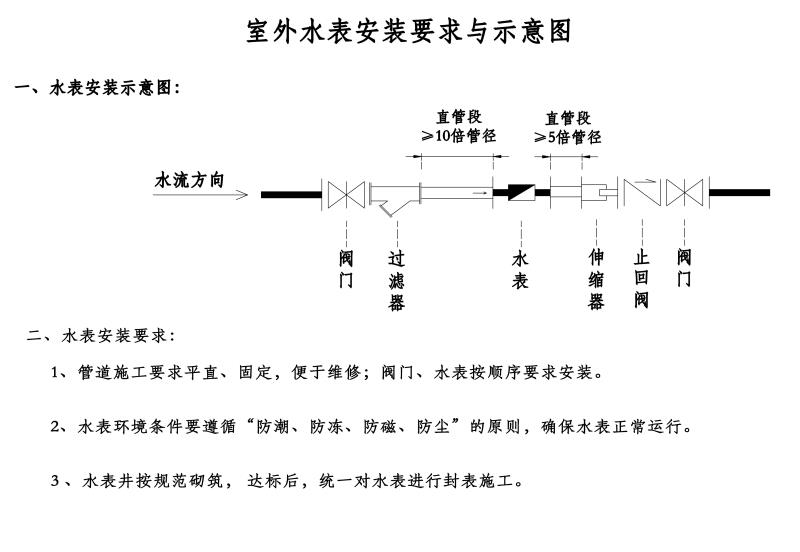 室外水表安装要求与示意图
一、水表安装示意图：
直管段
≥10倍管径
直管段
≥5倍管径
水流方向
阀门
过滤器
水表
伸缩器
止回阀
阀门
二、水表安装要求：
1、管道施工要求平直、固定，便于维修；阀门、水表按顺序要求安装。
2、水表环境条件要遵循“防潮、防冻、防磁、防尘”的原则，确保水表正常运行。
3、水表井按规范砌筑，达标后，统一对水表进行封表施工。